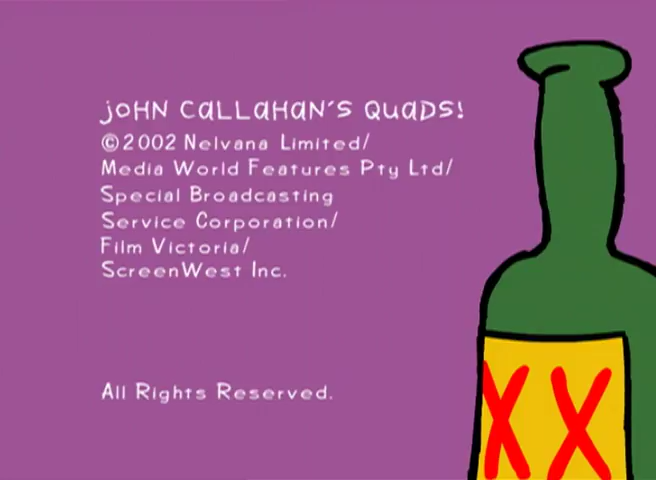 JOHN CALLAHAN'S QUADS!
©2002 Nelvana Limited/
Media World Features Pty Ltd/
Special Broadcasting
Service Corporation/
Film Victoria/
ScreenWest Inc.
All Rights Reserved.
XX